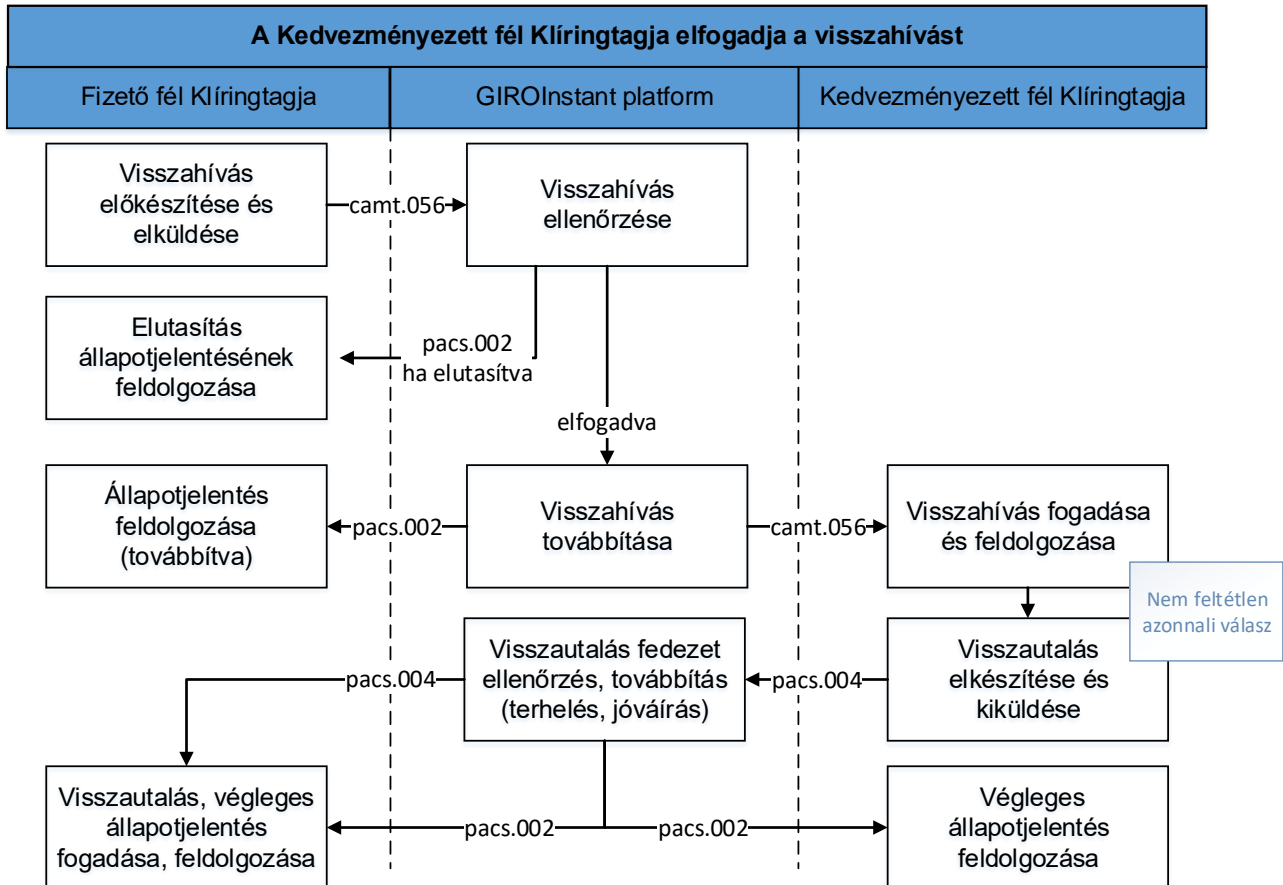 A Kedvezményezett fél Klíringtagja elfogadja a visszahívást
Fizető fél Klíringtagja
GIROInstant platform
Kedvezményezett fél Klíringtagja
Visszahívás
előkészítése és
elküldése
camt.056
Visszahívás
ellenőrzése
Elutasítás
állapotjelentésének
feldolgozása
pacs.002
ha elutasítva
elfogadva
Állapotjelentés
feldolgozása
(továbbítva)
pacs.002
Visszahívás
továbbítása
camt.056
Visszahívás fogadása
és feldolgozása
Nem feltétlen
azonnali válasz
pacs.004
Visszautalás fedezet
ellenőrzés, továbbítás
(terhelés, jóváírás)
pacs.004
Visszautalás
elkészítése és
kiküldése
Visszautalás, végleges
állapotjelentés
fogadása, feldolgozása
pacs.002
pacs.002
Végleges
állapotjelentés
feldolgozása